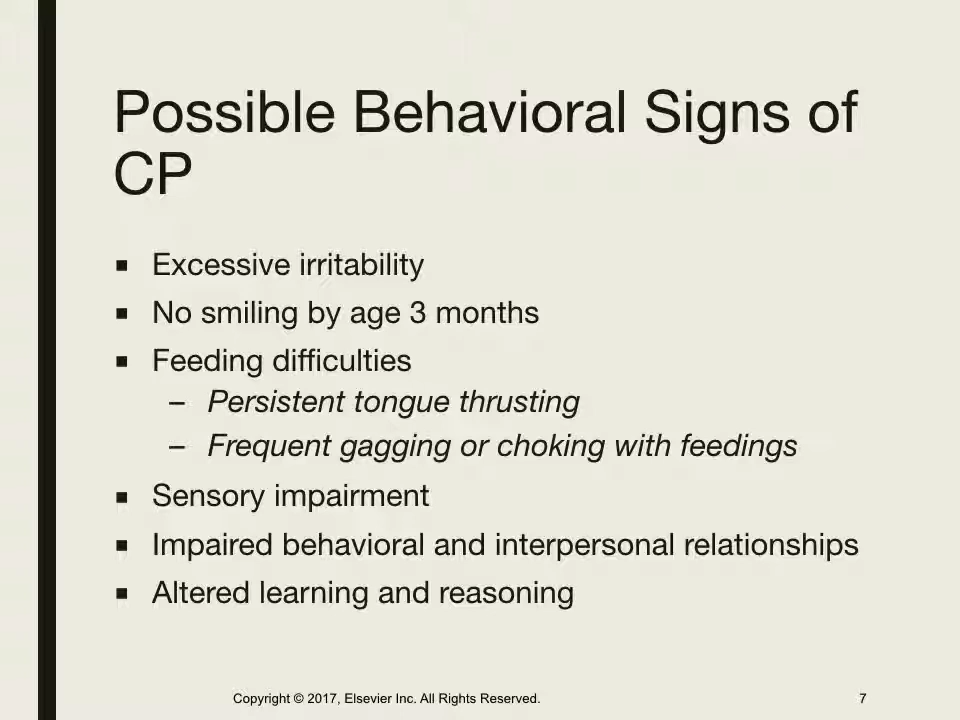 Possible Behavioral Signs of
CP
▪ Excessive irritability
▪ No smiling by age 3 months
▪ Feeding difficulties
– Persistent tongue thrusting
– Frequent gagging or choking with feedings
▪ Sensory impairment
▪ Impaired behavioral and interpersonal relationships
▪ Altered learning and reasoning
Copyright © 2017, Elsevier Inc. All Rights Reserved.
7